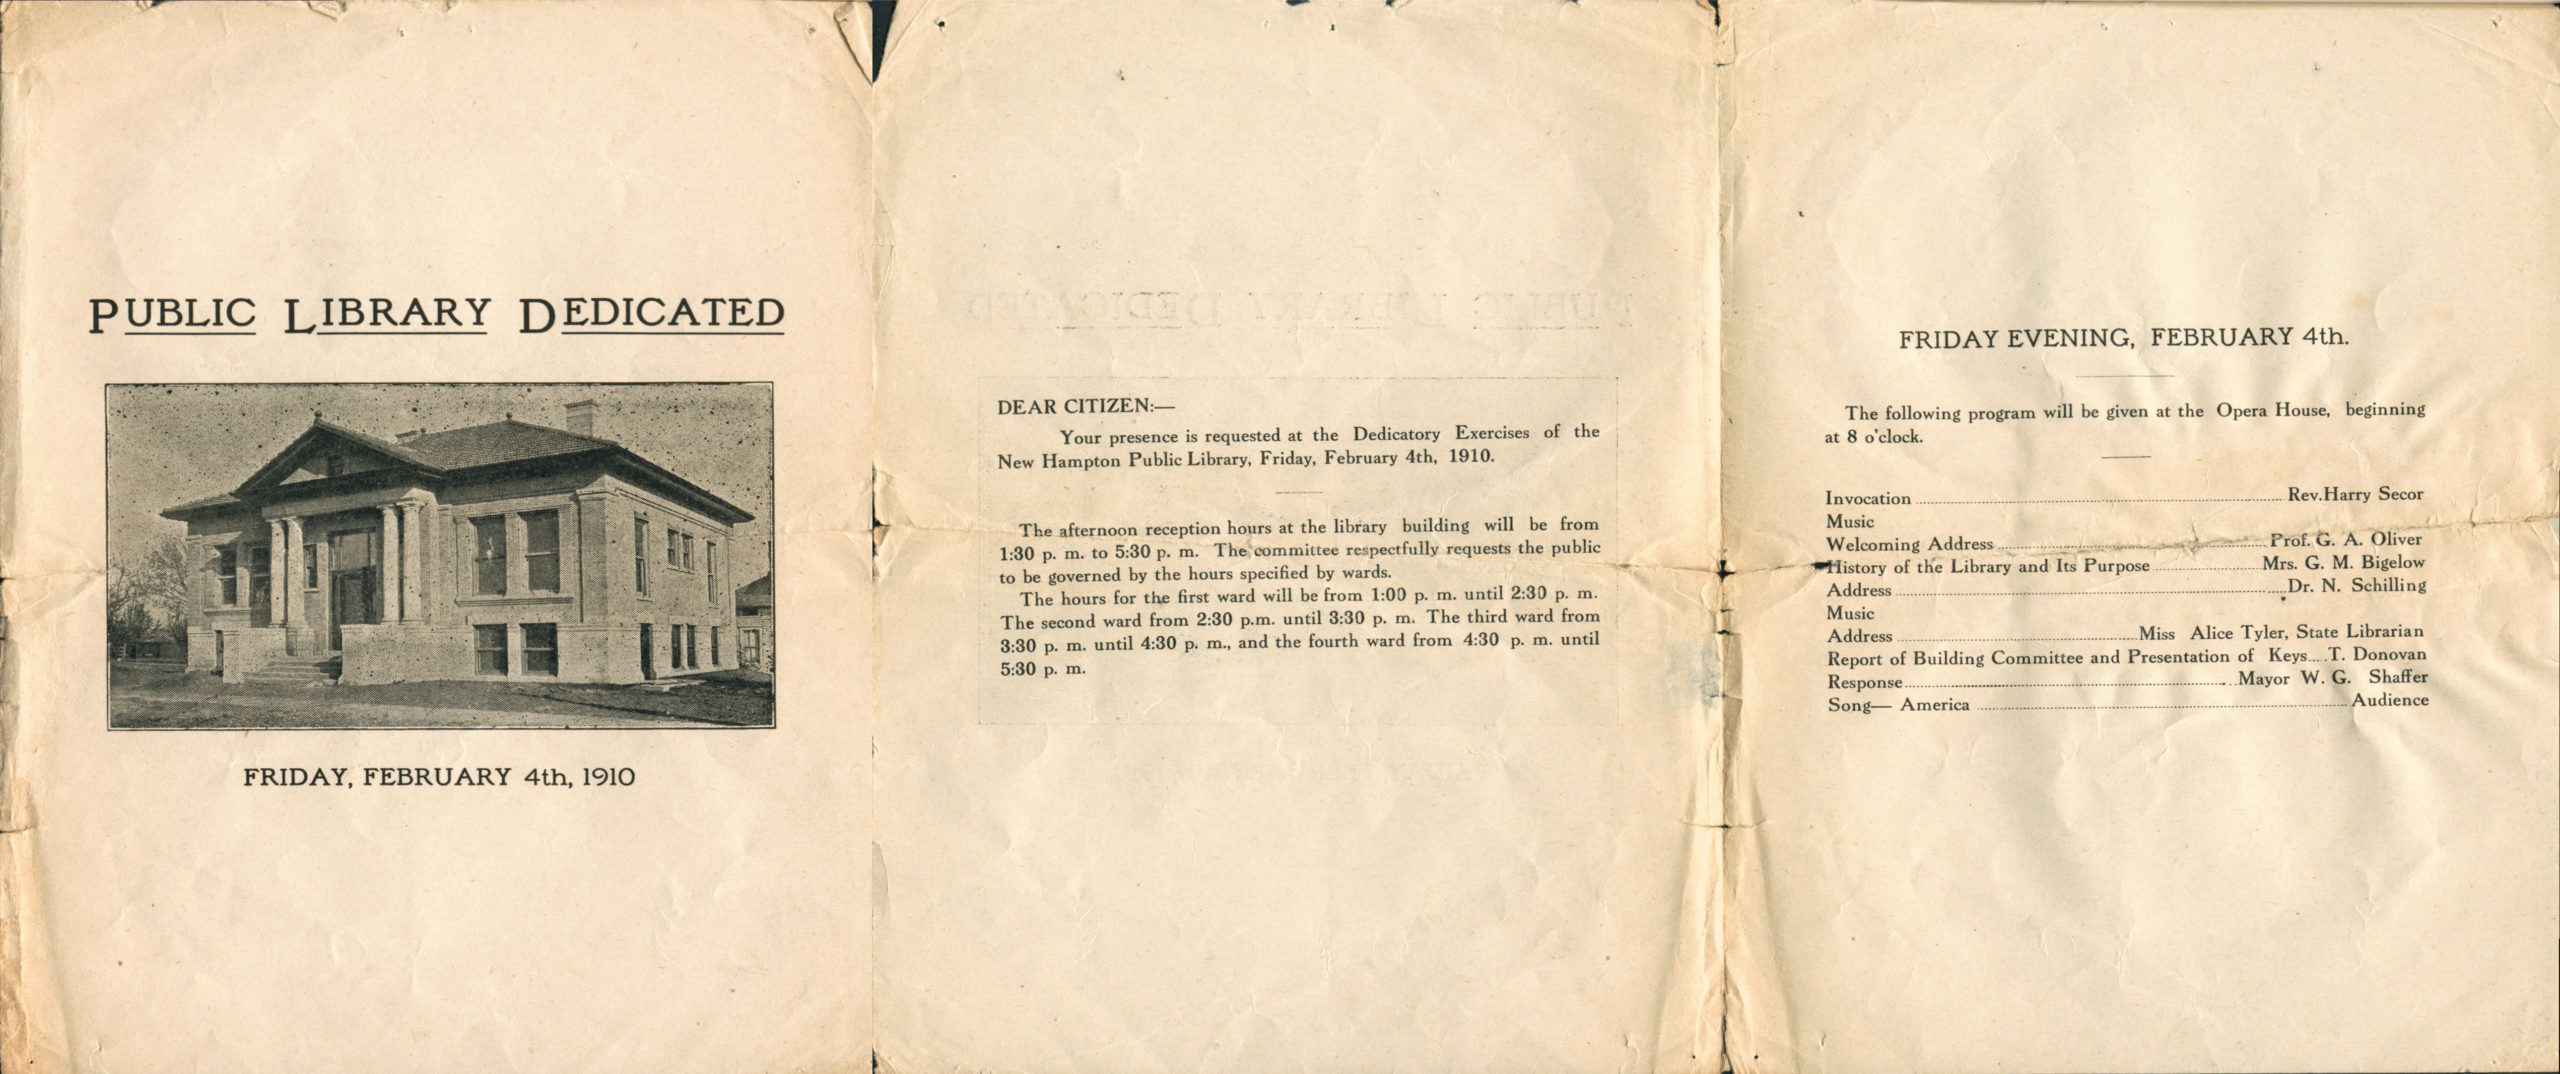 PUBLIC LIBRARY DEDICATED
FRIDAY, FEBRUARY 4th, 1910
DEAR CITIZEN:—
Your presence is requested at the Dedicatory Exercises of the
New Hampton Public Library, Friday, February 4th, 1910.
The afternoon reception hours at the library building will be from
1:30 p. m. to 5:30 p. m. The committee respectfully requests the public
to be governed by the hours specified by wards.
The hours for the first ward will be from 1:00 p. m. until 2:30 p. m.
The second ward from 2:30 p.m. until 3:30 p. m. The third ward from
3:30 p. m. until 4:30 p. m., and the fourth ward from 4:30 p. m. until
5:30 p. m.
FRIDAY EVENING, FEBRUARY 4th.
The following program will be given at the Opera House, beginning
at 8 o'clock.
Invocation ........ Rev.Harry Secor
Music
Welcoming Address ........ Prof. G. A. Oliver
History of the Library and Its Purpose ........ Mrs. G. M. Bigelow
Address ........ Dr. N. Schilling
Music
Address ........ Miss Alice Tyler, State Librarian
Report of Building Committee and Presentation of Keys.... T. Donovan
Response ........ Mayor W. G. Shaffer
Song— America ........ Audience